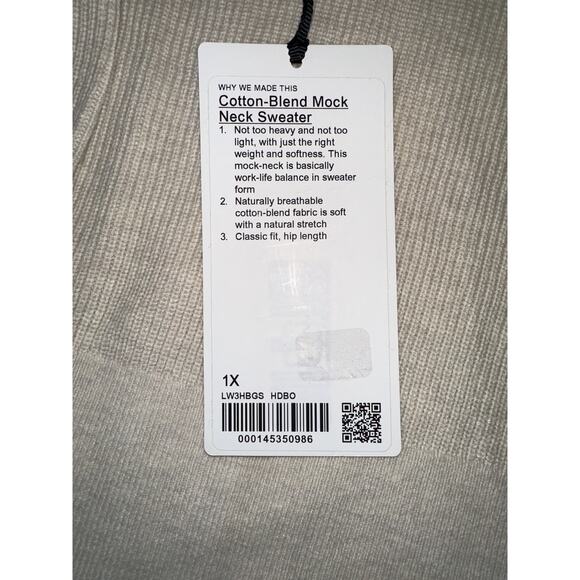 WHY WE MADE THIS
Cotton-Blend Mock
Neck Sweater
1. Not too heavy and not too
light, with just the right
weight and softness. This
mock-neck is basically
work-life balance in sweater
form
2. Naturally breathable
cotton-blend fabric is soft
with a natural stretch
3. Classic fit, hip length
1X
LW3HBGS HDBO
000145350986